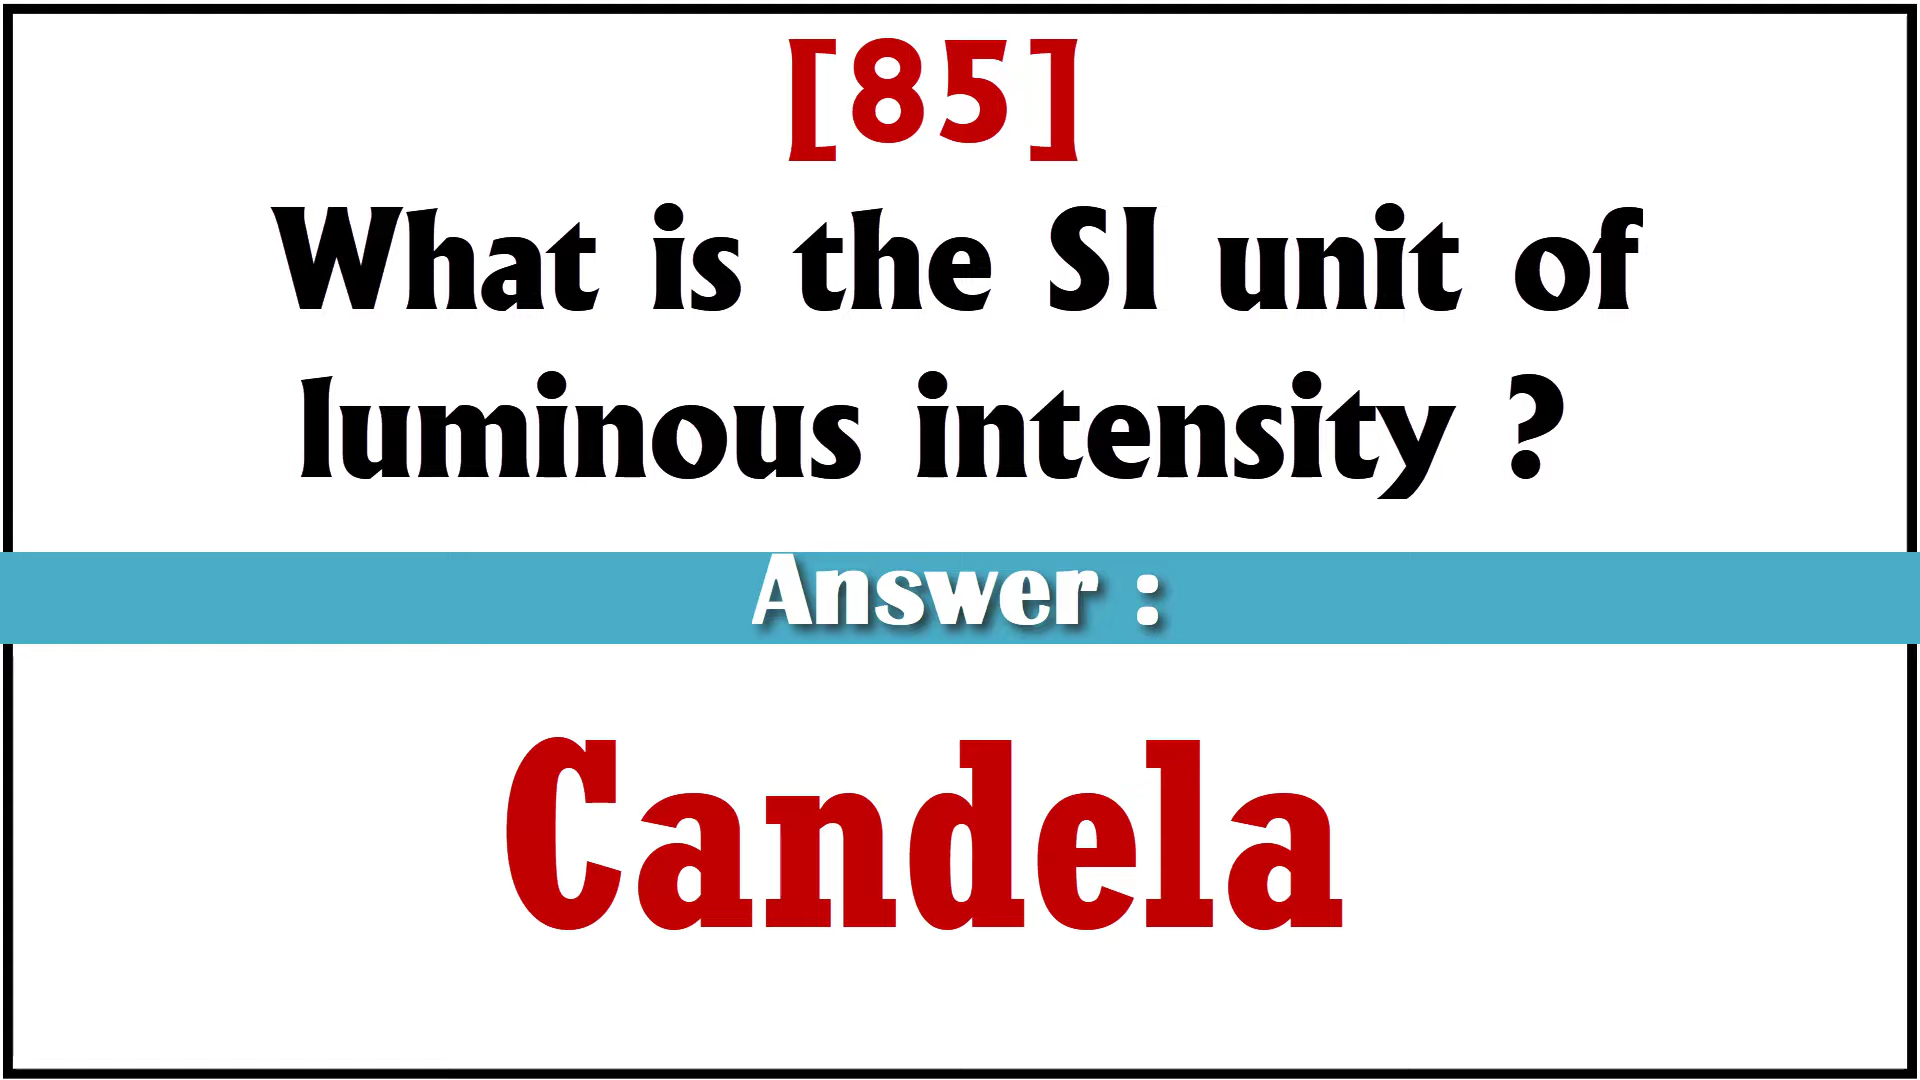 [85]
What is the SI unit of
luminous intensity ?
Answer :
Candela